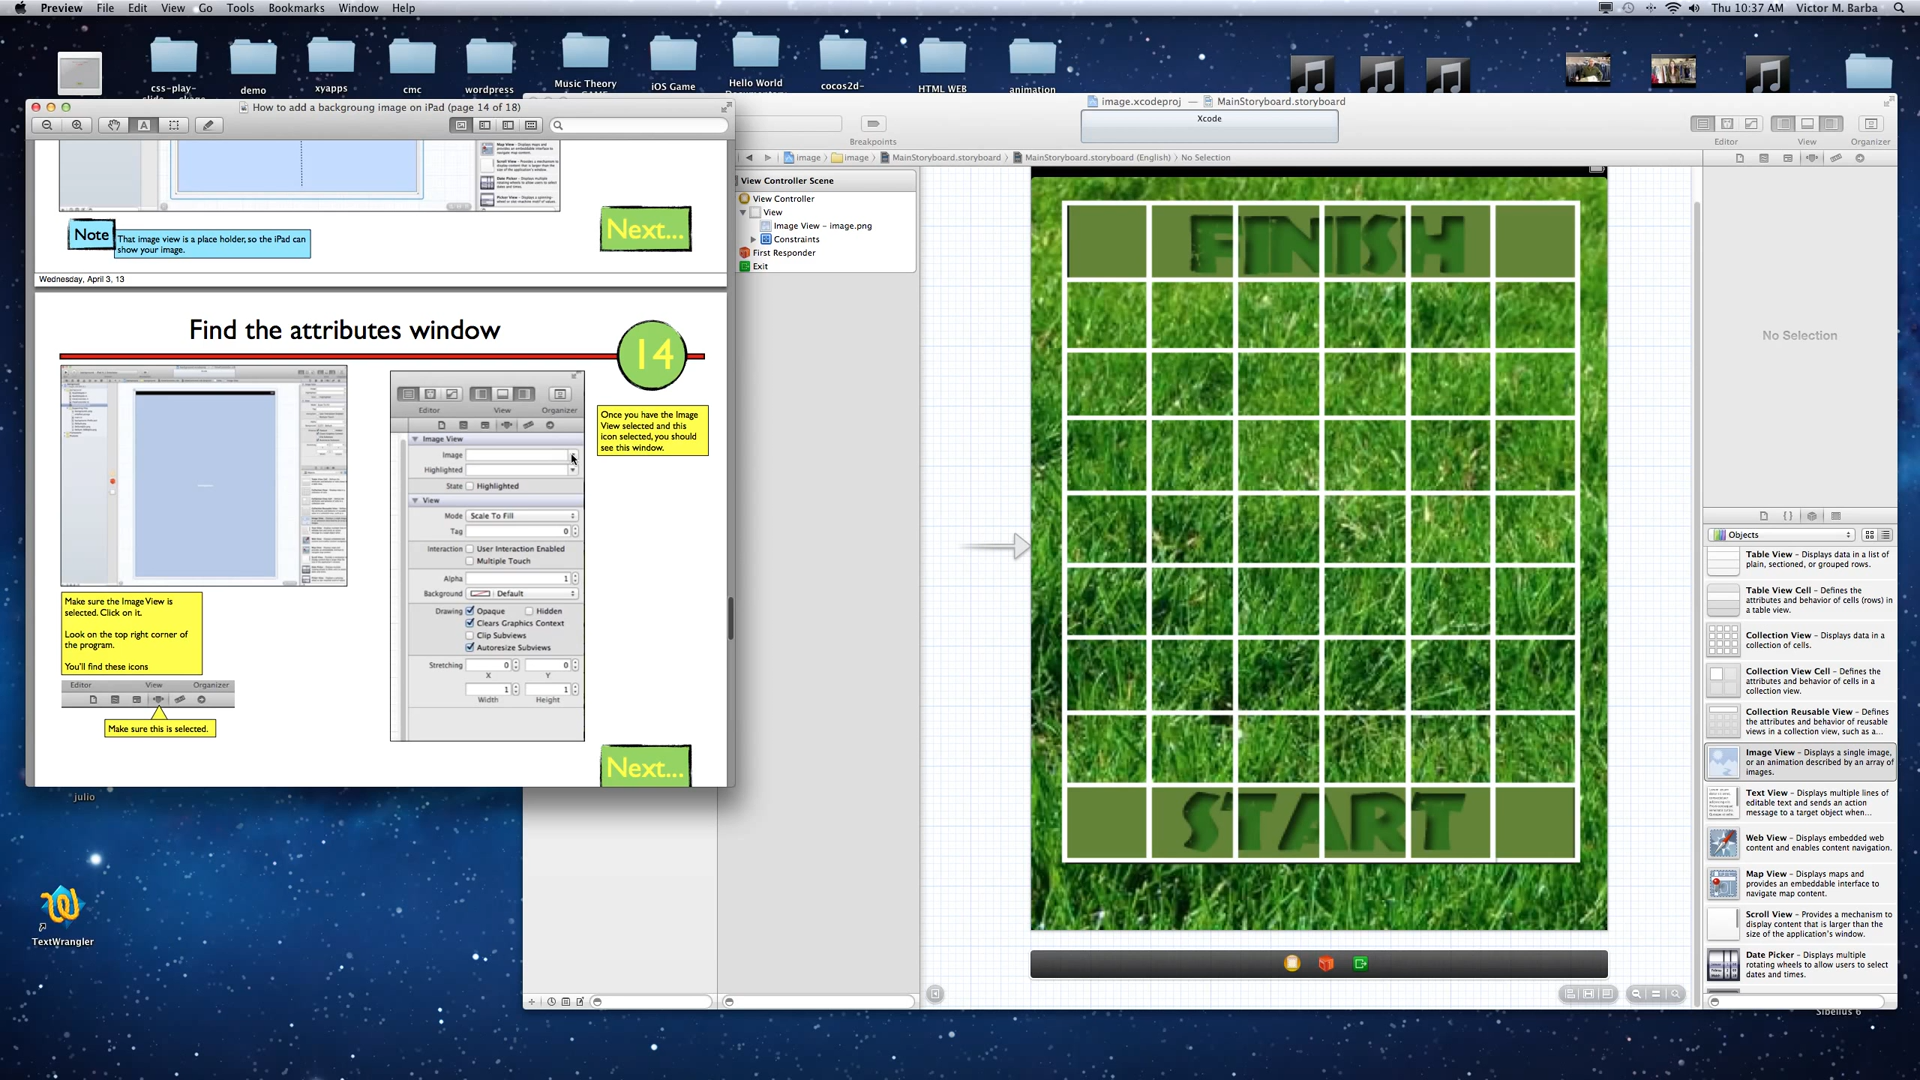 Preview File Edit View Go Tools Bookmarks Window Help
Thu 10:37 AM Victor M. Barba
css-play-
demo
xyapps
cmc
wordpress
Music Theory
iOS Game
Hello World
cocos2d-
HTML WEB
animation
How to add a backgroung image on iPad (page 14 of 18)
Note
That image view is a place holder, so the iPad can
show your image.
Next...
Wednesday, April 3, 13
Find the attributes window
14
Once you have the Image
View selected and this
icon selected, you should
see this window.
Editor View Organizer
Image View
Image
Highlighted
State Highlighted
View
Mode Scale To Fill
Tag 0
Interaction User Interaction Enabled
Multiple Touch
Alpha 1
Background Default
Drawing Opaque Hidden
Clears Graphics Context
Clip Subviews
Autoresize Subviews
Stretching 0 0
X Y
1 1
Width Height
Make sure the Image View is
selected. Click on it.
Look on the top right corner of
the program.
You'll find these icons
Editor View Organizer
Make sure this is selected.
Next...
julio
TextWrangler
image.xcodeproj — MainStoryboard.storyboard
Xcode
Breakpoints
Editor View Organizer
image image MainStoryboard.storyboard MainStoryboard.storyboard (English) No Selection
View Controller Scene
View Controller
View
Image View – image.png
Constraints
First Responder
Exit
FINISH
START
No Selection
Objects
Table View – Displays data in a list of
plain, sectioned, or grouped rows.
Table View Cell – Defines the
attributes and behavior of cells (rows) in
a table view.
Collection View – Displays data in a
collection of cells.
Collection View Cell – Defines the
attributes and behavior of cells in a
collection view.
Collection Reusable View – Defines
the attributes and behavior of reusable
views in a collection view, such as a...
Image View – Displays a single image,
or an animation described by an array of
images.
Text View – Displays multiple lines of
editable text and sends an action
message to a target object when...
Web View – Displays embedded web
content and enables content navigation.
Map View – Displays maps and
provides an embeddable interface to
navigate map content.
Scroll View – Provides a mechanism to
display content that is larger than the
size of the application's window.
Date Picker – Displays multiple
rotating wheels to allow users to select
dates and times.
Sibelius 6